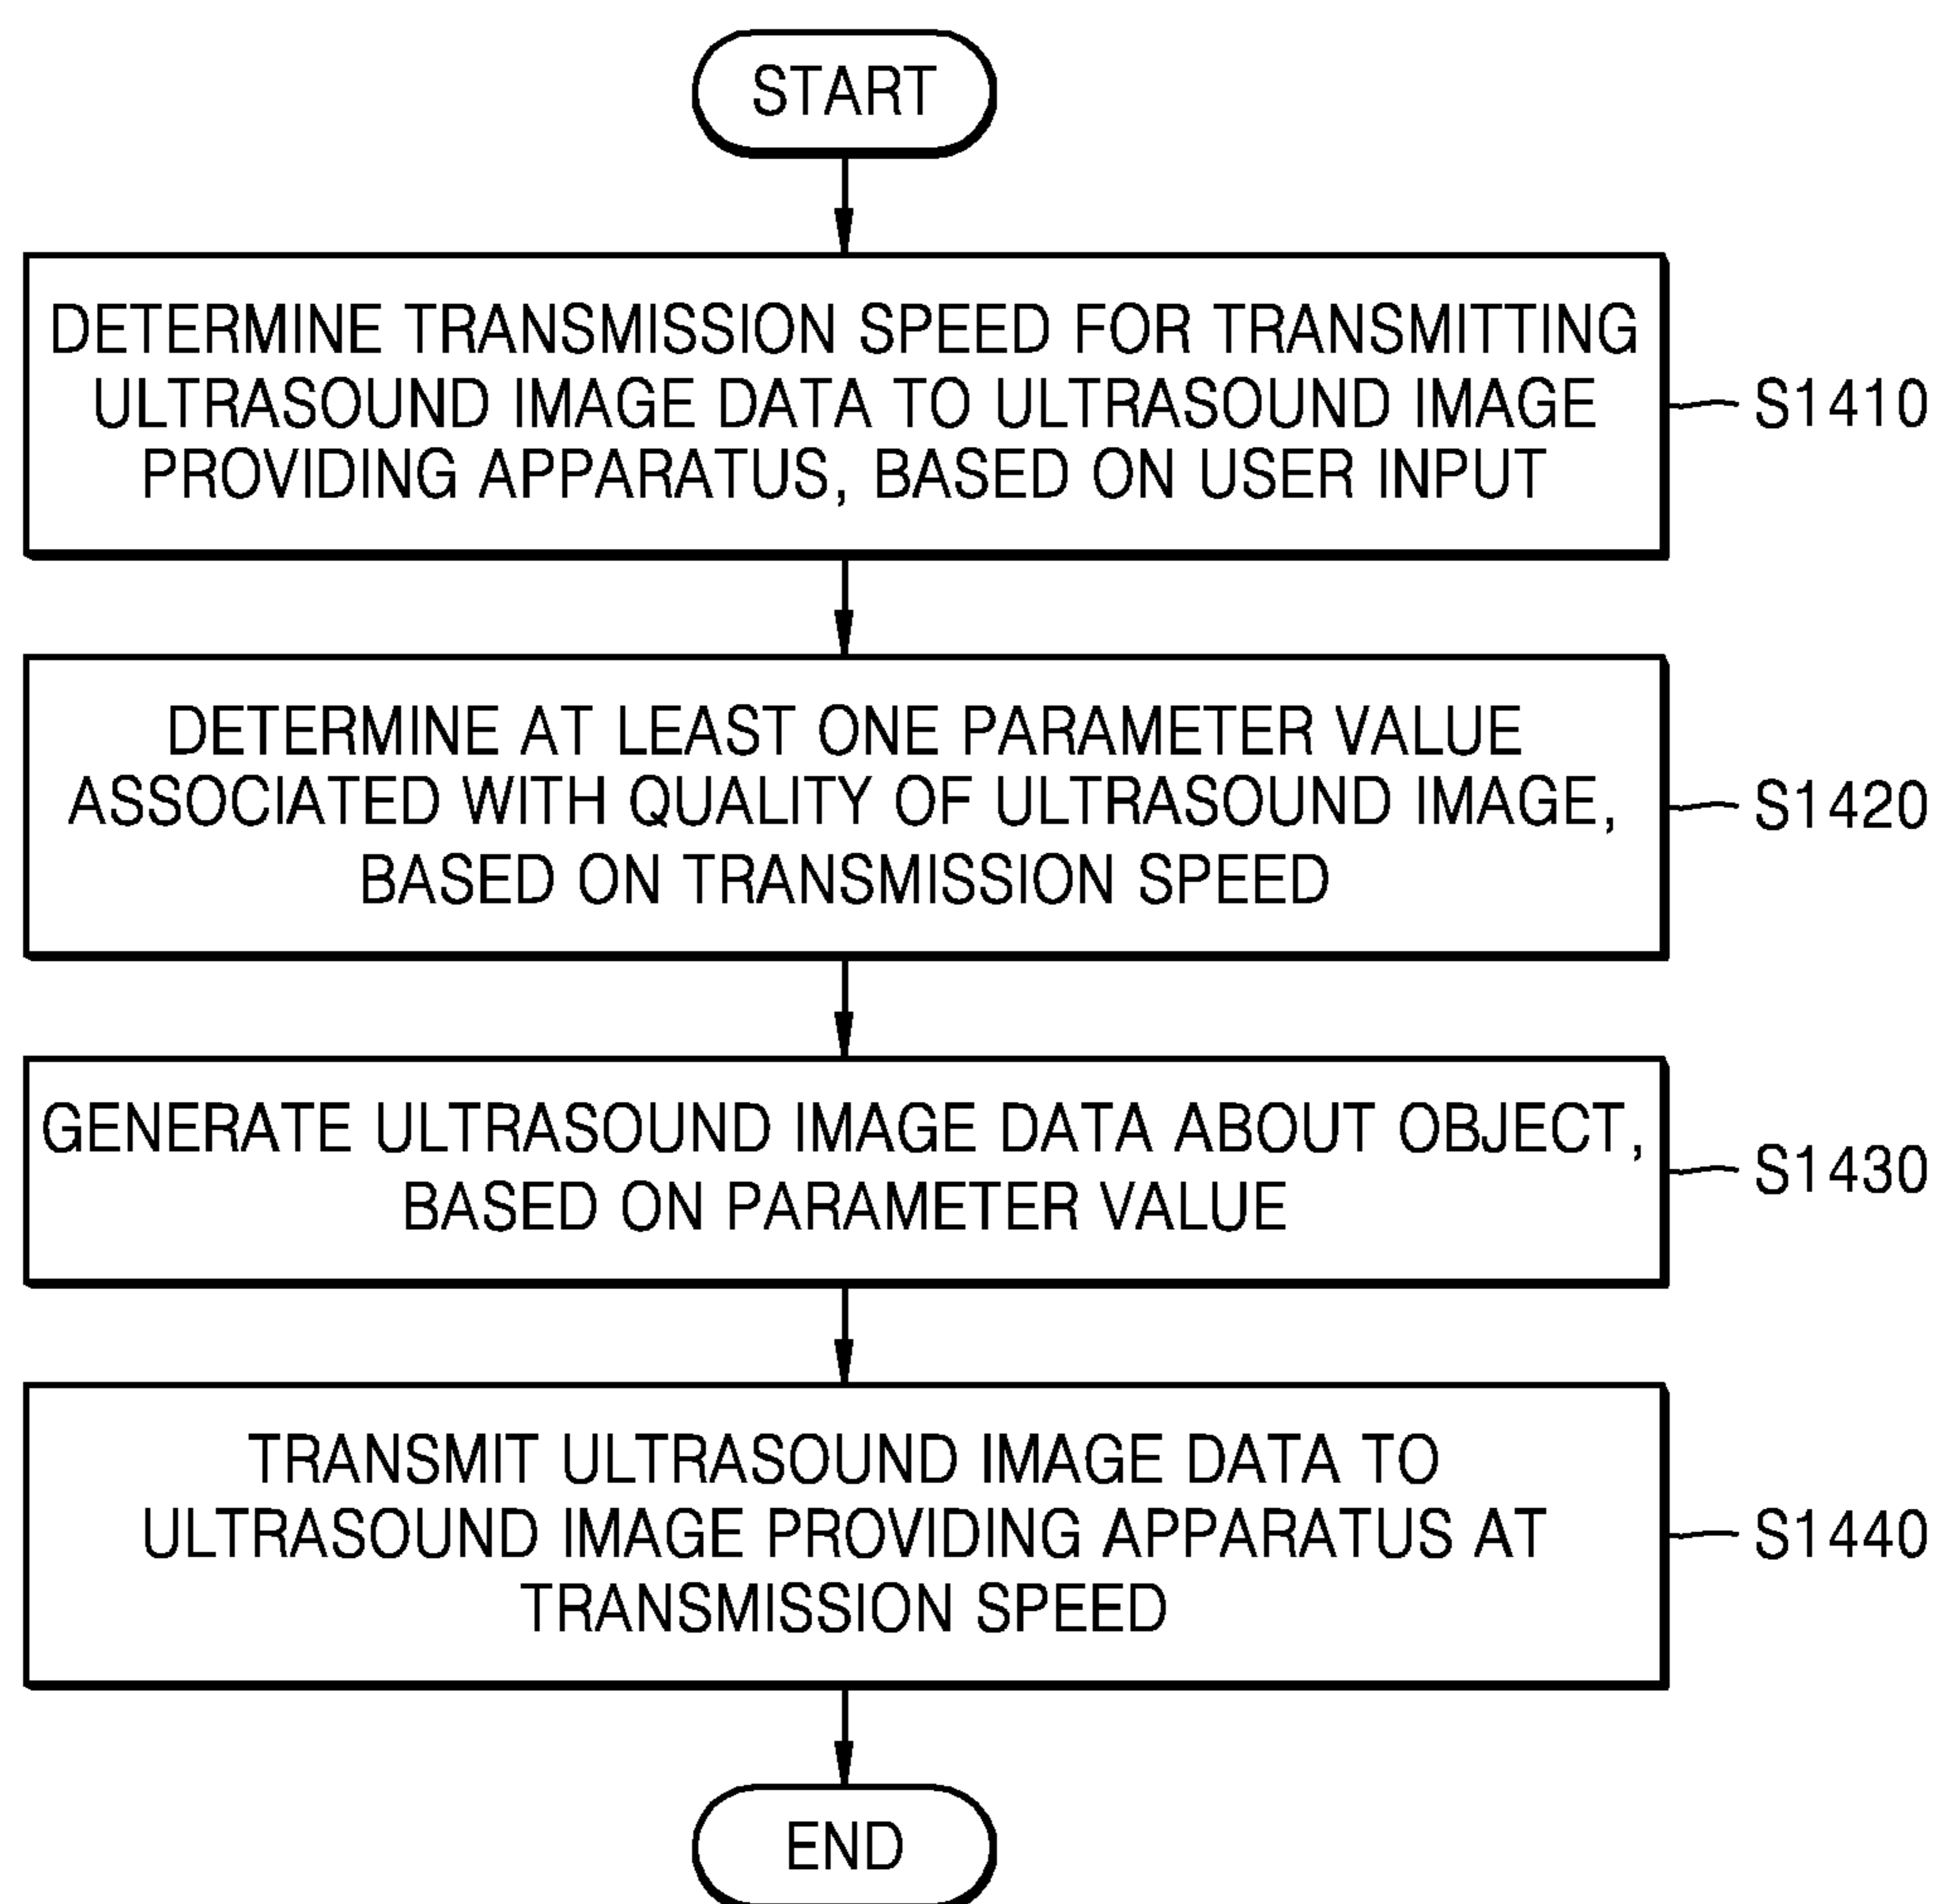 START
DETERMINE TRANSMISSION SPEED FOR TRANSMITTING
ULTRASOUND IMAGE DATA TO ULTRASOUND IMAGE
PROVIDING APPARATUS, BASED ON USER INPUT
S1410
DETERMINE AT LEAST ONE PARAMETER VALUE
ASSOCIATED WITH QUALITY OF ULTRASOUND IMAGE,
BASED ON TRANSMISSION SPEED
S1420
GENERATE ULTRASOUND IMAGE DATA ABOUT OBJECT,
BASED ON PARAMETER VALUE
S1430
TRANSMIT ULTRASOUND IMAGE DATA TO
ULTRASOUND IMAGE PROVIDING APPARATUS AT
TRANSMISSION SPEED
S1440
END